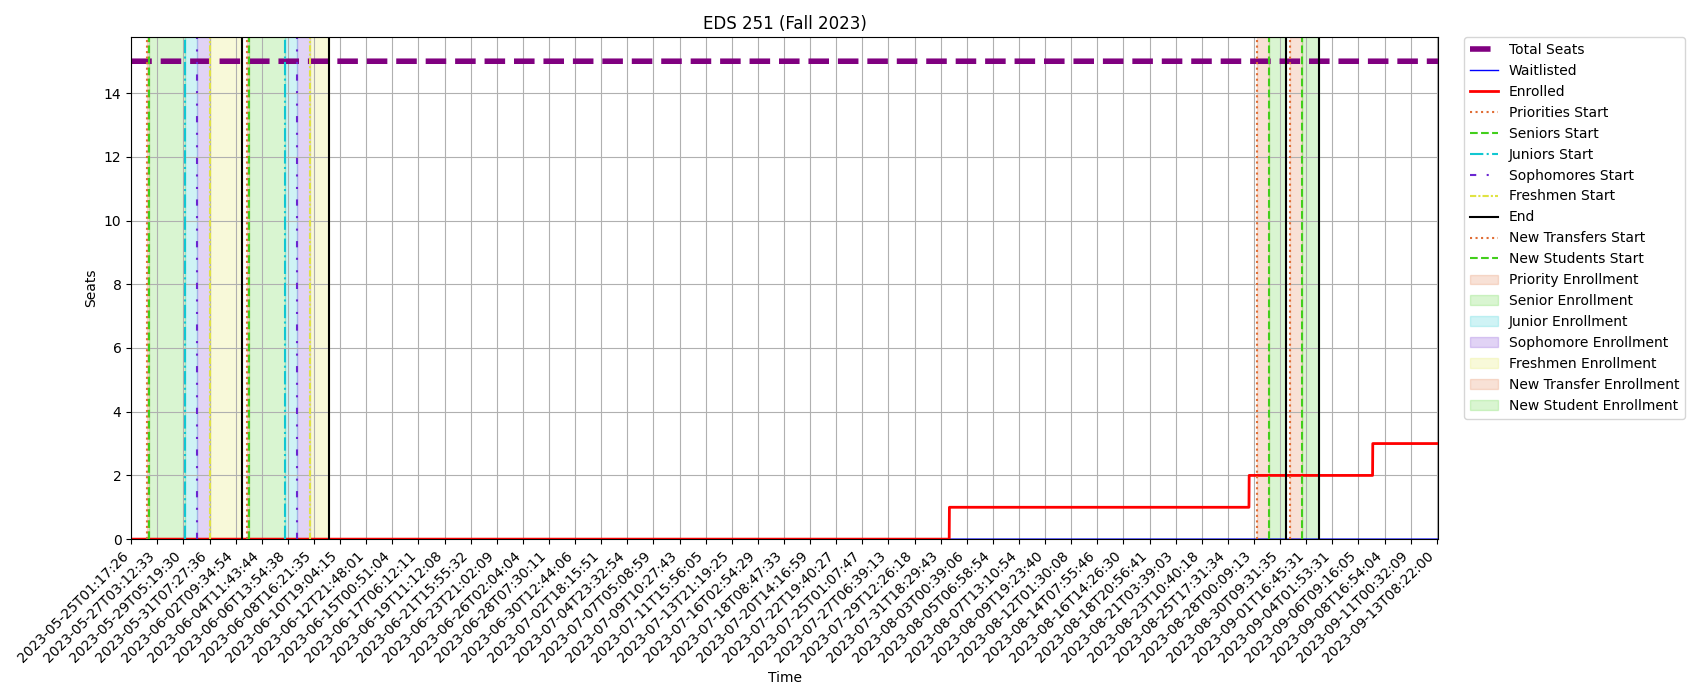 EDS 251 (Fall 2023)
Seats
14
12
10
8
6
4
2
0
2023-05-25T01:17:26
2023-05-27T03:12:33
2023-05-29T05:19:30
2023-05-31T07:27:36
2023-06-02T09:34:54
2023-06-04T11:43:44
2023-06-06T13:54:38
2023-06-08T16:21:35
2023-06-10T19:04:15
2023-06-12T21:48:01
2023-06-15T00:51:04
2023-06-17T06:12:11
2023-06-19T11:12:08
2023-06-21T15:55:32
2023-06-23T21:02:09
2023-06-26T02:04:04
2023-06-28T07:30:11
2023-06-30T12:44:06
2023-07-02T18:15:51
2023-07-04T23:32:54
2023-07-07T05:08:59
2023-07-09T10:27:43
2023-07-11T15:56:05
2023-07-13T21:19:25
2023-07-16T02:54:29
2023-07-18T08:47:33
2023-07-20T14:16:59
2023-07-22T19:40:27
2023-07-25T01:07:47
2023-07-27T06:39:13
2023-07-29T12:26:18
2023-07-31T18:29:43
2023-08-03T00:39:06
2023-08-05T06:58:54
2023-08-07T13:10:54
2023-08-09T19:23:40
2023-08-12T01:30:08
2023-08-14T07:55:46
2023-08-16T14:26:30
2023-08-18T20:56:41
2023-08-21T03:39:03
2023-08-23T10:40:18
2023-08-25T17:31:34
2023-08-28T00:09:13
2023-08-30T09:31:35
2023-09-01T16:45:31
2023-09-04T01:53:31
2023-09-06T09:16:05
2023-09-08T16:54:04
2023-09-11T00:32:09
2023-09-13T08:22:00
Time
Total Seats
Waitlisted
Enrolled
Priorities Start
Seniors Start
Juniors Start
Sophomores Start
Freshmen Start
End
New Transfers Start
New Students Start
Priority Enrollment
Senior Enrollment
Junior Enrollment
Sophomore Enrollment
Freshmen Enrollment
New Transfer Enrollment
New Student Enrollment